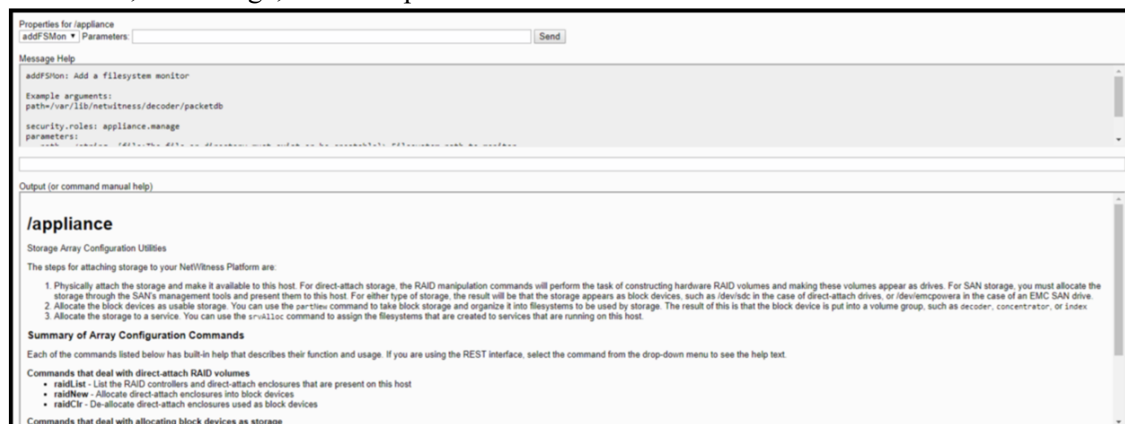 Properties for /appliance
addFSMon Parameters: Send
Message Help
addFSMon: Add a filesystem monitor
Example arguments:
path=/var/lib/netwitness/decoder/packetdb
security.roles: appliance.manage
parameters:
Output (or command manual help)
/appliance
Storage Array Configuration Utilities
The steps for attaching storage to your NetWitness Platform are:
1. Physically attach the storage and make it available to this host. For direct-attach storage, the RAID manipulation commands will perform the task of constructing hardware RAID volumes and making these volumes appear as drives. For SAN storage, you must allocate the
storage through the SAN's management tools and present them to this host. For either type of storage, the result will be that the storage appears as block devices, such as /dev/sdc in the case of direct-attach drives, or /dev/emcpowera in the case of an EMC SAN drive.
2. Allocate the block devices as usable storage. You can use the partNew command to take block storage and organize it into filesystems to be used by storage. The result of this is that the block device is put into a volume group, such as decoder, concentrator, or index
3. Allocate the storage to a service. You can use the srvAlloc command to assign the filesystems that are created to services that are running on this host.
Summary of Array Configuration Commands
Each of the commands listed below has built-in help that describes their function and usage. If you are using the REST interface, select the command from the drop-down menu to see the help text.
Commands that deal with direct-attach RAID volumes
• raidList - List the RAID controllers and direct-attach enclosures that are present on this host
• raidNew - Allocate direct-attach enclosures into block devices
• raidClr - De-allocate direct-attach enclosures used as block devices
Commands that deal with allocating block devices as storage